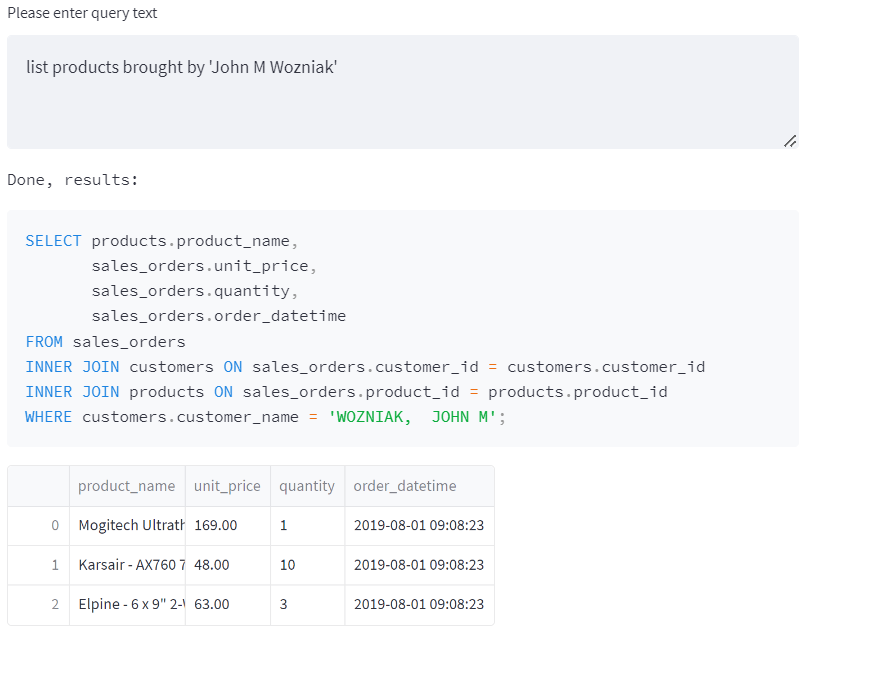 Please enter query text
list products brought by 'John M Wozniak'
Done, results:
SELECT products.product_name,
sales_orders.unit_price,
sales_orders.quantity,
sales_orders.order_datetime
FROM sales_orders
INNER JOIN customers ON sales_orders.customer_id = customers.customer_id
INNER JOIN products ON sales_orders.product_id = products.product_id
WHERE customers.customer_name = 'WOZNIAK,  JOHN M';
product_name unit_price quantity order_datetime
0 Mogitech Ultrath 169.00 1 2019-08-01 09:08:23
1 Karsair - AX760 7 48.00 10 2019-08-01 09:08:23
2 Elpine - 6 x 9" 2-W 63.00 3 2019-08-01 09:08:23